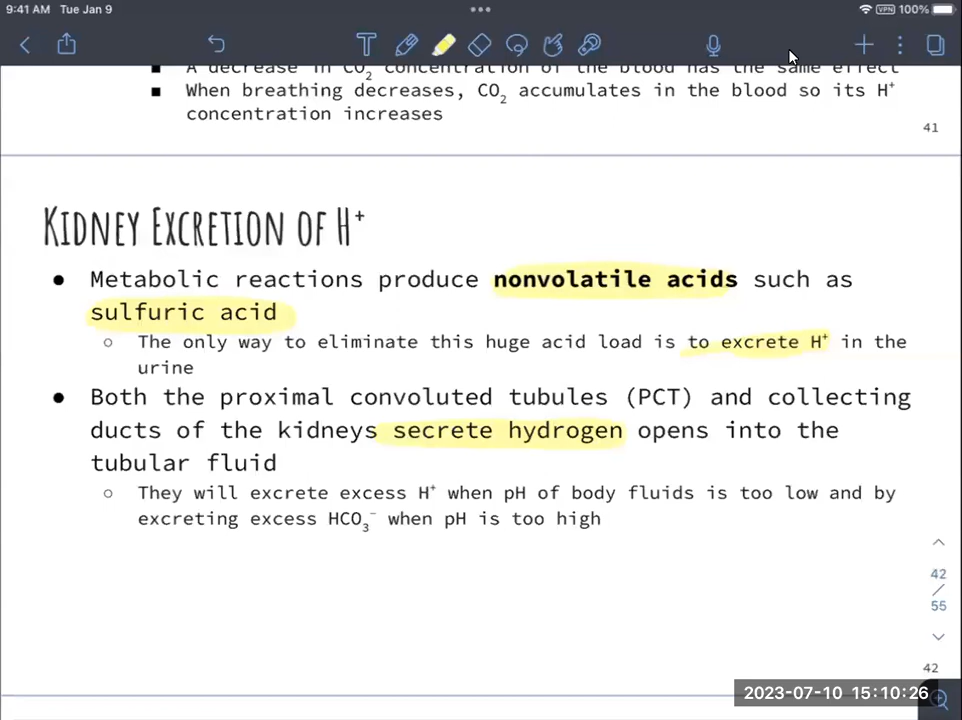 9:41 AM Tue Jan 9
VPN 100%
A decrease in CO₂ concentration of the blood has the same effect
When breathing decreases, CO₂ accumulates in the blood so its H⁺
concentration increases
41
KIDNEY EXCRETION OF H⁺
Metabolic reactions produce nonvolatile acids such as
sulfuric acid
The only way to eliminate this huge acid load is to excrete H⁺ in the
urine
Both the proximal convoluted tubules (PCT) and collecting
ducts of the kidneys secrete hydrogen opens into the
tubular fluid
They will excrete excess H⁺ when pH of body fluids is too low and by
excreting excess HCO₃⁻ when pH is too high
42
/
55
42
2023-07-10 15:10:26